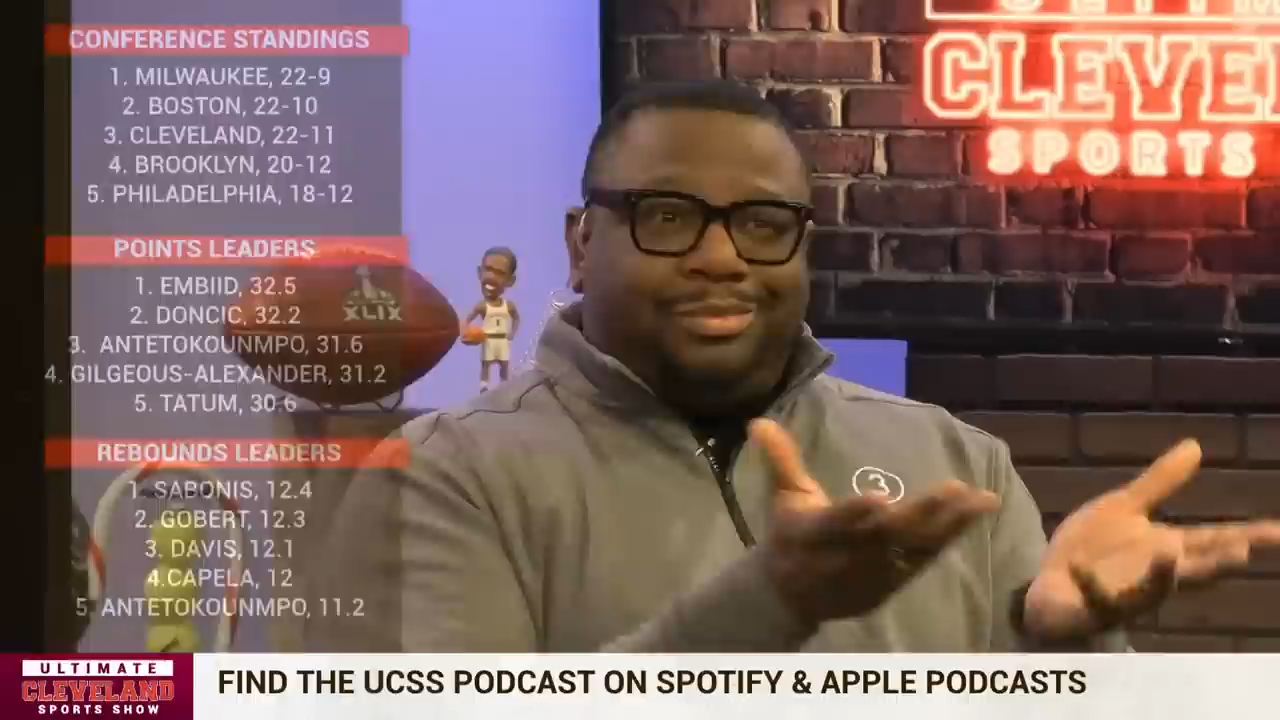 CONFERENCE STANDINGS
1. MILWAUKEE, 22-9
2. BOSTON, 22-10
3. CLEVELAND, 22-11
4. BROOKLYN, 20-12
5. PHILADELPHIA, 18-12
POINTS LEADERS
1. EMBIID, 32.5
2. DONCIC, 32.2
3. ANTETOKOUNMPO, 31.6
4. GILGEOUS-ALEXANDER, 31.2
5. TATUM, 30.6
REBOUNDS LEADERS
1. SABONIS, 12.4
2. GOBERT, 12.3
3. DAVIS, 12.1
4.CAPELA, 12
5. ANTETOKOUNMPO, 11.2
XLIX
1
3
CLEVE
SPORTS
ULTIMATE
CLEVELAND
SPORTS SHOW
FIND THE UCSS PODCAST ON SPOTIFY & APPLE PODCASTS